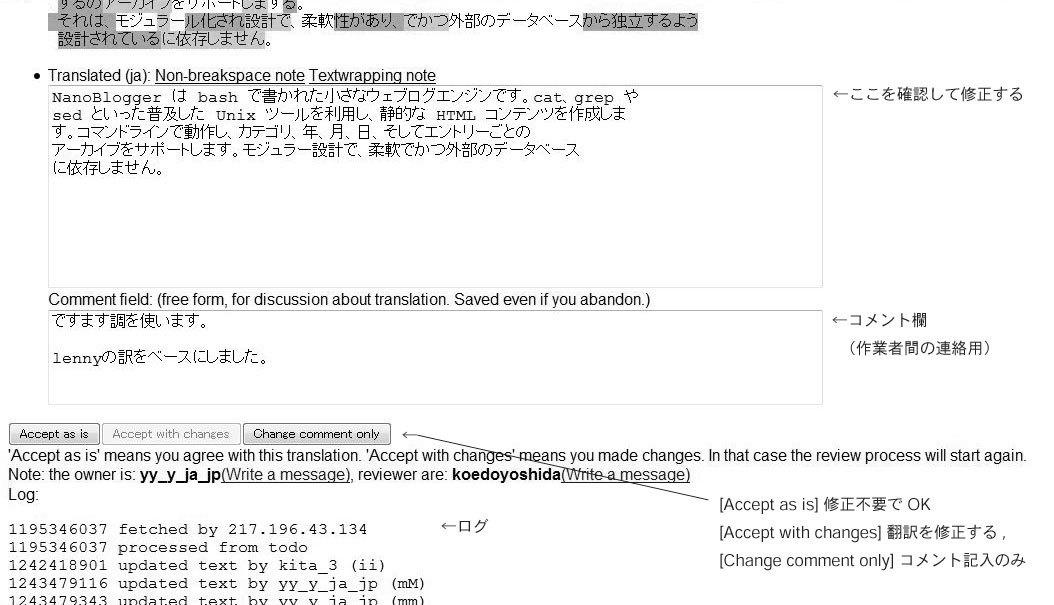 するのアーカイブをサポートしまする。
それは、モジュラール化され設計で、柔軟性があり、でかつ外部のデータベースから独立するよう
設計されているに依存しません。
• Translated (ja): Non-breakspace note Textwrapping note
NanoBlogger は bash で書かれた小さなウェブログエンジンです。cat、grep や
sed といった普及した Unix ツールを利用し、静的な HTML コンテンツを作成しま
す。コマンドラインで動作し、カテゴリ、年、月、日、そしてエントリーごとの
アーカイブをサポートします。モジュラー設計で、柔軟でかつ外部のデータベース
に依存しません。
←ここを確認して修正する
Comment field: (free form, for discussion about translation. Saved even if you abandon.)
ですます調を使います。
lennyの訳をベースにしました。
←コメント欄
（作業者間の連絡用）
Accept as is Accept with changes Change comment only
'Accept as is' means you agree with this translation. 'Accept with changes' means you made changes. In that case the review process will start again.
Note: the owner is: yy_y_ja_jp(Write a message), reviewer are: koedoyoshida(Write a message)
Log:
1195346037 fetched by 217.196.43.134
1195346037 processed from todo
1242418901 updated text by kita_3 (ii)
1243479116 updated text by yy_y_ja_jp (mM)
1243479343 updated text by yy_y_ja_jp (mm)
←ログ
[Accept as is] 修正不要で OK
[Accept with changes] 翻訳を修正する ,
[Change comment only] コメント記入のみ